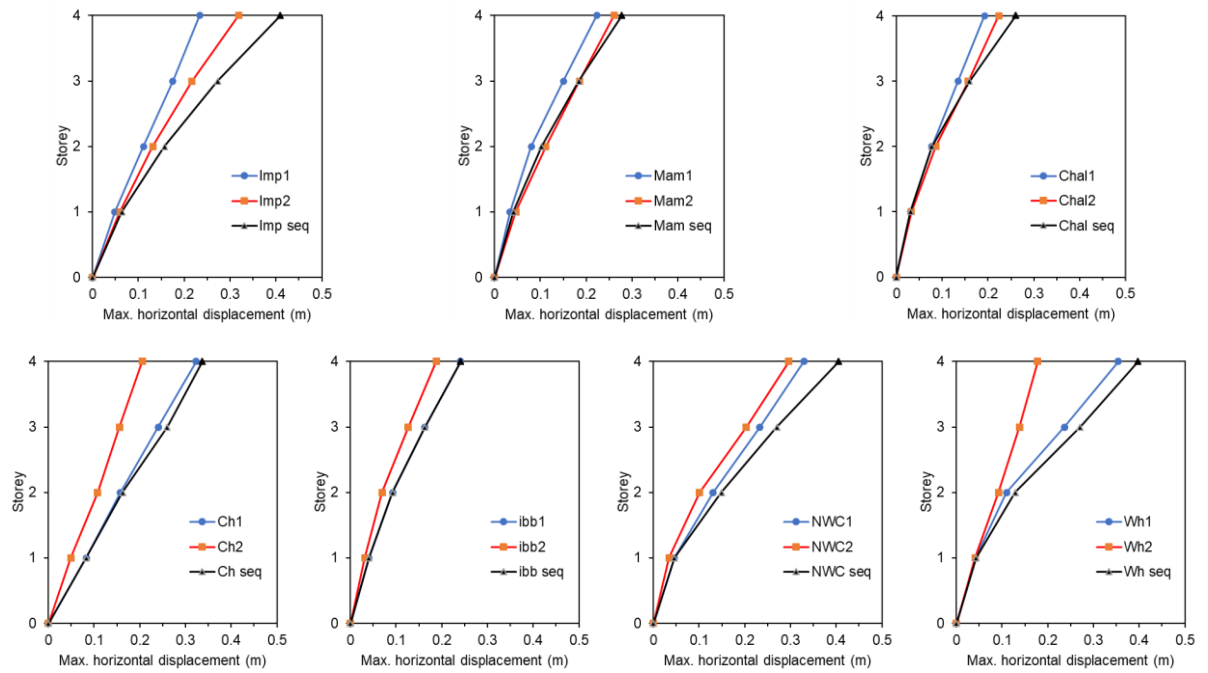 4
3
2
1
0
Storey
Imp1
Imp2
Imp seq
0 0.1 0.2 0.3 0.4 0.5
Max. horizontal displacement (m)
4
3
2
1
0
Storey
Mam1
Mam2
Mam seq
0 0.1 0.2 0.3 0.4 0.5
Max. horizontal displacement (m)
4
3
2
1
0
Storey
Chal1
Chal2
Chal seq
0 0.1 0.2 0.3 0.4 0.5
Max. horizontal displacement (m)
4
3
2
1
0
Storey
Ch1
Ch2
Ch seq
0 0.1 0.2 0.3 0.4 0.5
Max. horizontal displacement (m)
4
3
2
1
0
Storey
ibb1
ibb2
ibb seq
0 0.1 0.2 0.3 0.4 0.5
Max. horizontal displacement (m)
4
3
2
1
0
Storey
NWC1
NWC2
NWC seq
0 0.1 0.2 0.3 0.4 0.5
Max. horizontal displacement (m)
4
3
2
1
0
Storey
Wh1
Wh2
Wh seq
0 0.1 0.2 0.3 0.4 0.5
Max. horizontal displacement (m)